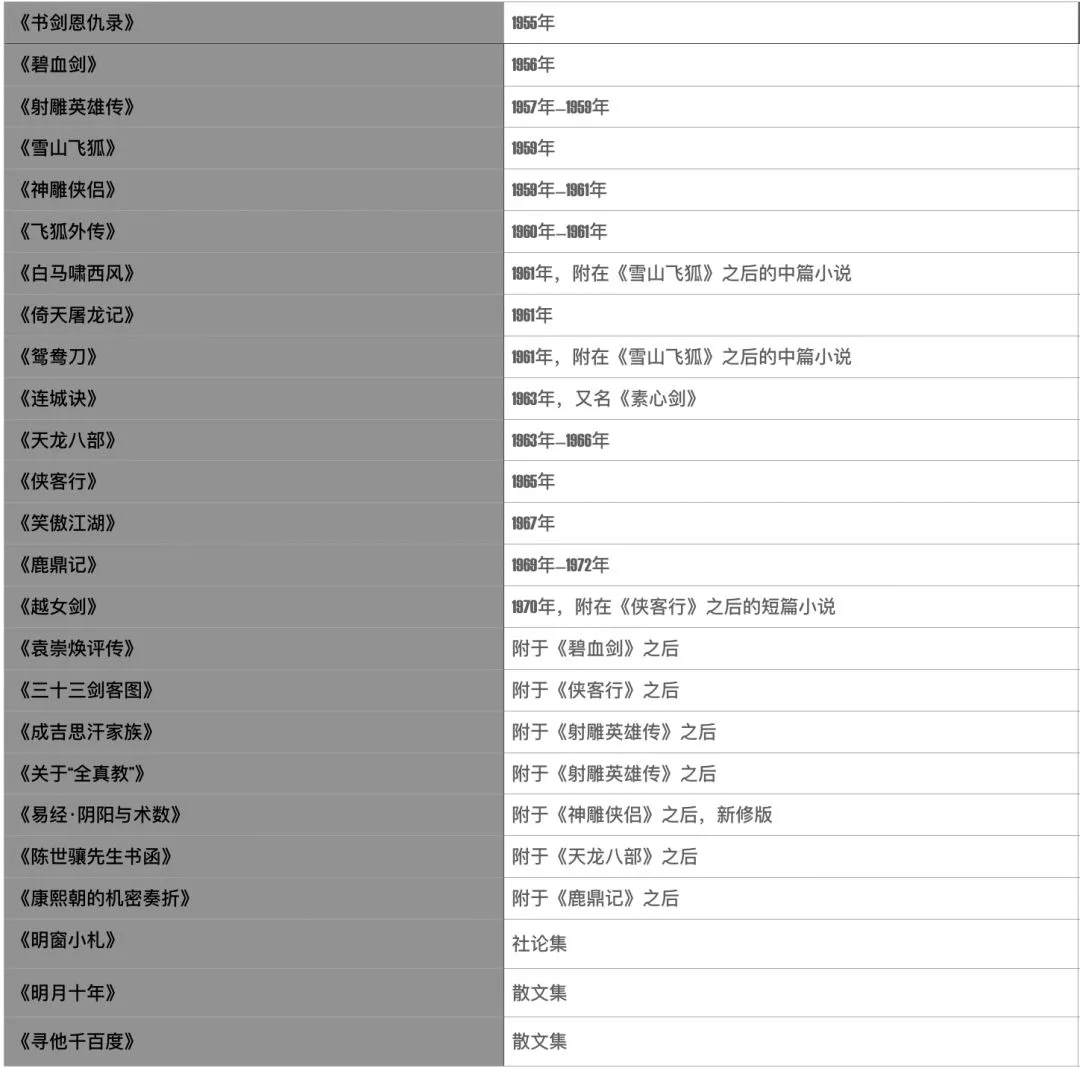 《书剑恩仇录》 1955年
《碧血剑》 1956年
《射雕英雄传》 1957年—1959年
《雪山飞狐》 1959年
《神雕侠侣》 1959年—1961年
《飞狐外传》 1960年—1961年
《白马啸西风》 1961年，附在《雪山飞狐》之后的中篇小说
《倚天屠龙记》 1961年
《鸳鸯刀》 1961年，附在《雪山飞狐》之后的中篇小说
《连城诀》 1963年，又名《素心剑》
《天龙八部》 1963年—1966年
《侠客行》 1965年
《笑傲江湖》 1967年
《鹿鼎记》 1969年—1972年
《越女剑》 1970年，附在《侠客行》之后的短篇小说
《袁崇焕评传》 附于《碧血剑》之后
《三十三剑客图》 附于《侠客行》之后
《成吉思汗家族》 附于《射雕英雄传》之后
《关于“全真教”》 附于《射雕英雄传》之后
《易经·阴阳与术数》 附于《神雕侠侣》之后，新修版
《陈世骧先生书函》 附于《天龙八部》之后
《康熙朝的机密奏折》 附于《鹿鼎记》之后
《明窗小札》 社论集
《明月十年》 散文集
《寻他千百度》 散文集